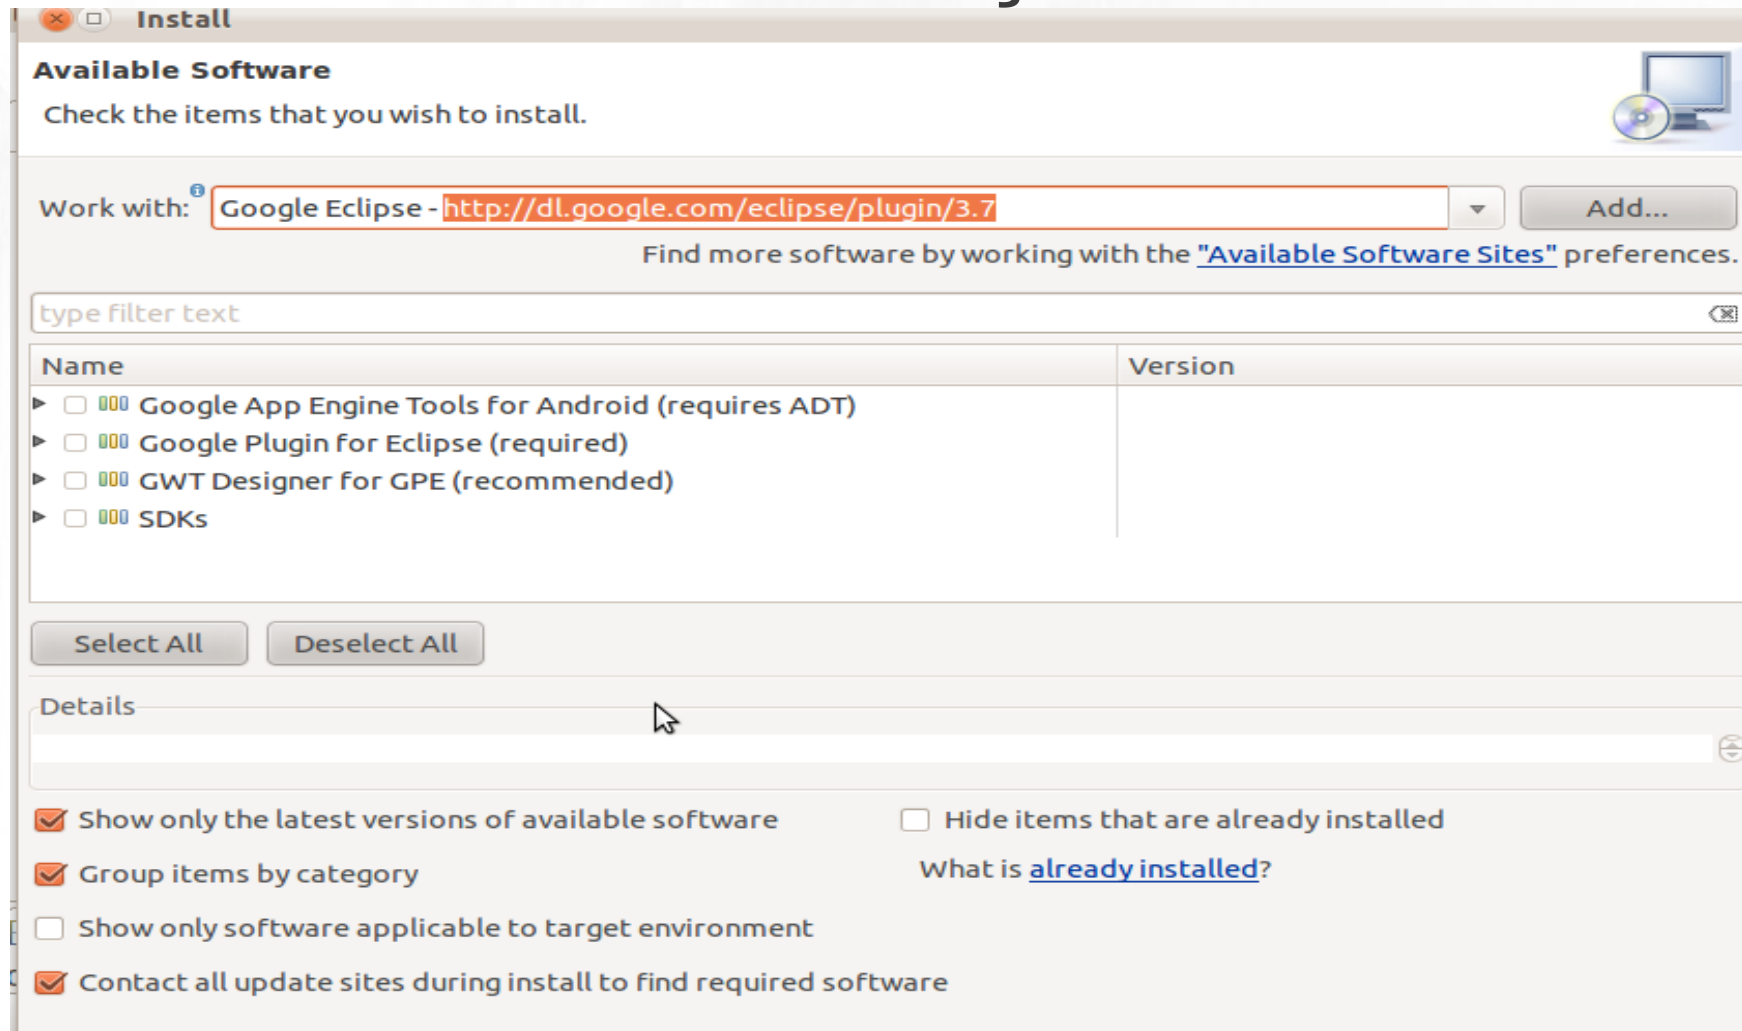 Install
Available Software
Check the items that you wish to install.
Work with: Google Eclipse - http://dl.google.com/eclipse/plugin/3.7 Add...
Find more software by working with the "Available Software Sites" preferences.
type filter text
Name Version
Google App Engine Tools for Android (requires ADT)
Google Plugin for Eclipse (required)
GWT Designer for GPE (recommended)
SDKs
Select All Deselect All
Details
Show only the latest versions of available software Hide items that are already installed
Group items by category What is already installed?
Show only software applicable to target environment
Contact all update sites during install to find required software